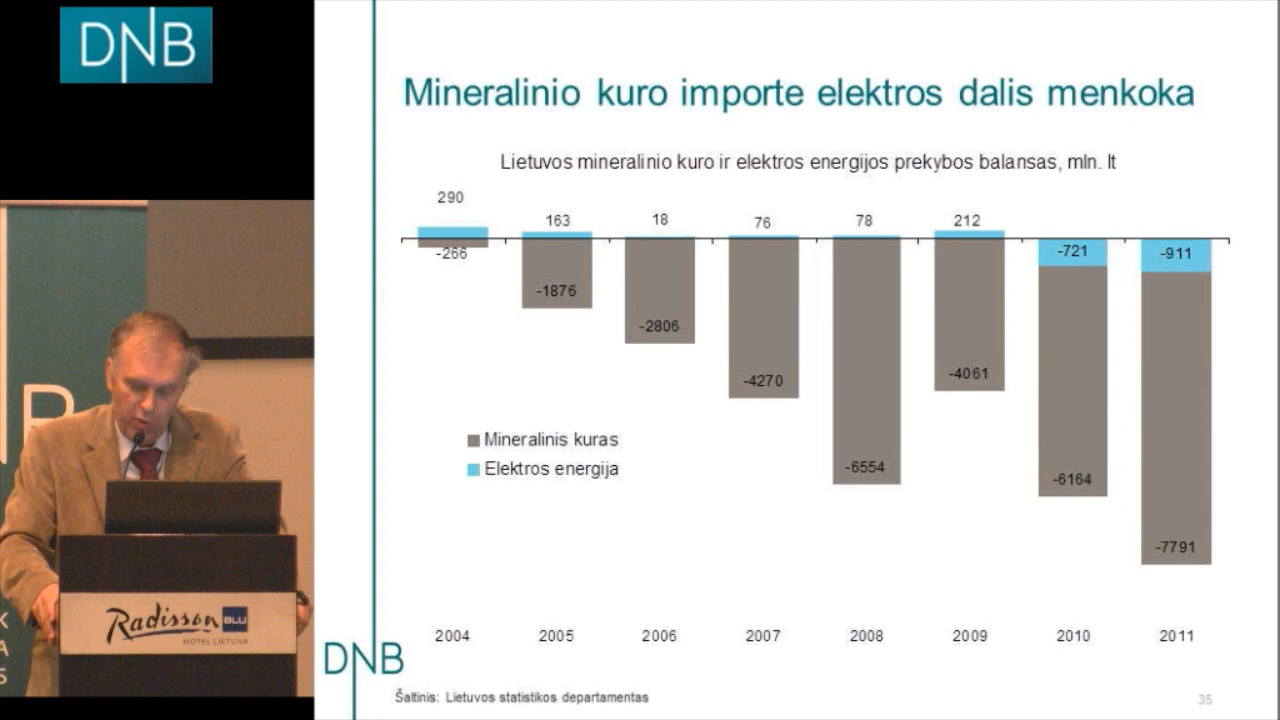 DNB
Mineralinio kuro importe elektros dalis menkoka
Lietuvos mineralinio kuro ir elektros energijos prekybos balansas, mln. lt
290 163 18 76 78 212 -721 -911
-266 -1876 -2806 -4270 -6554 -4061 -6164 -7791
Mineralinis kuras
Elektros energija
2004 2005 2006 2007 2008 2009 2010 2011
DNB
Šaltinis: Lietuvos statistikos departamentas
35
Radisson BLU
HOTEL LIETUVA
B
K
A
S